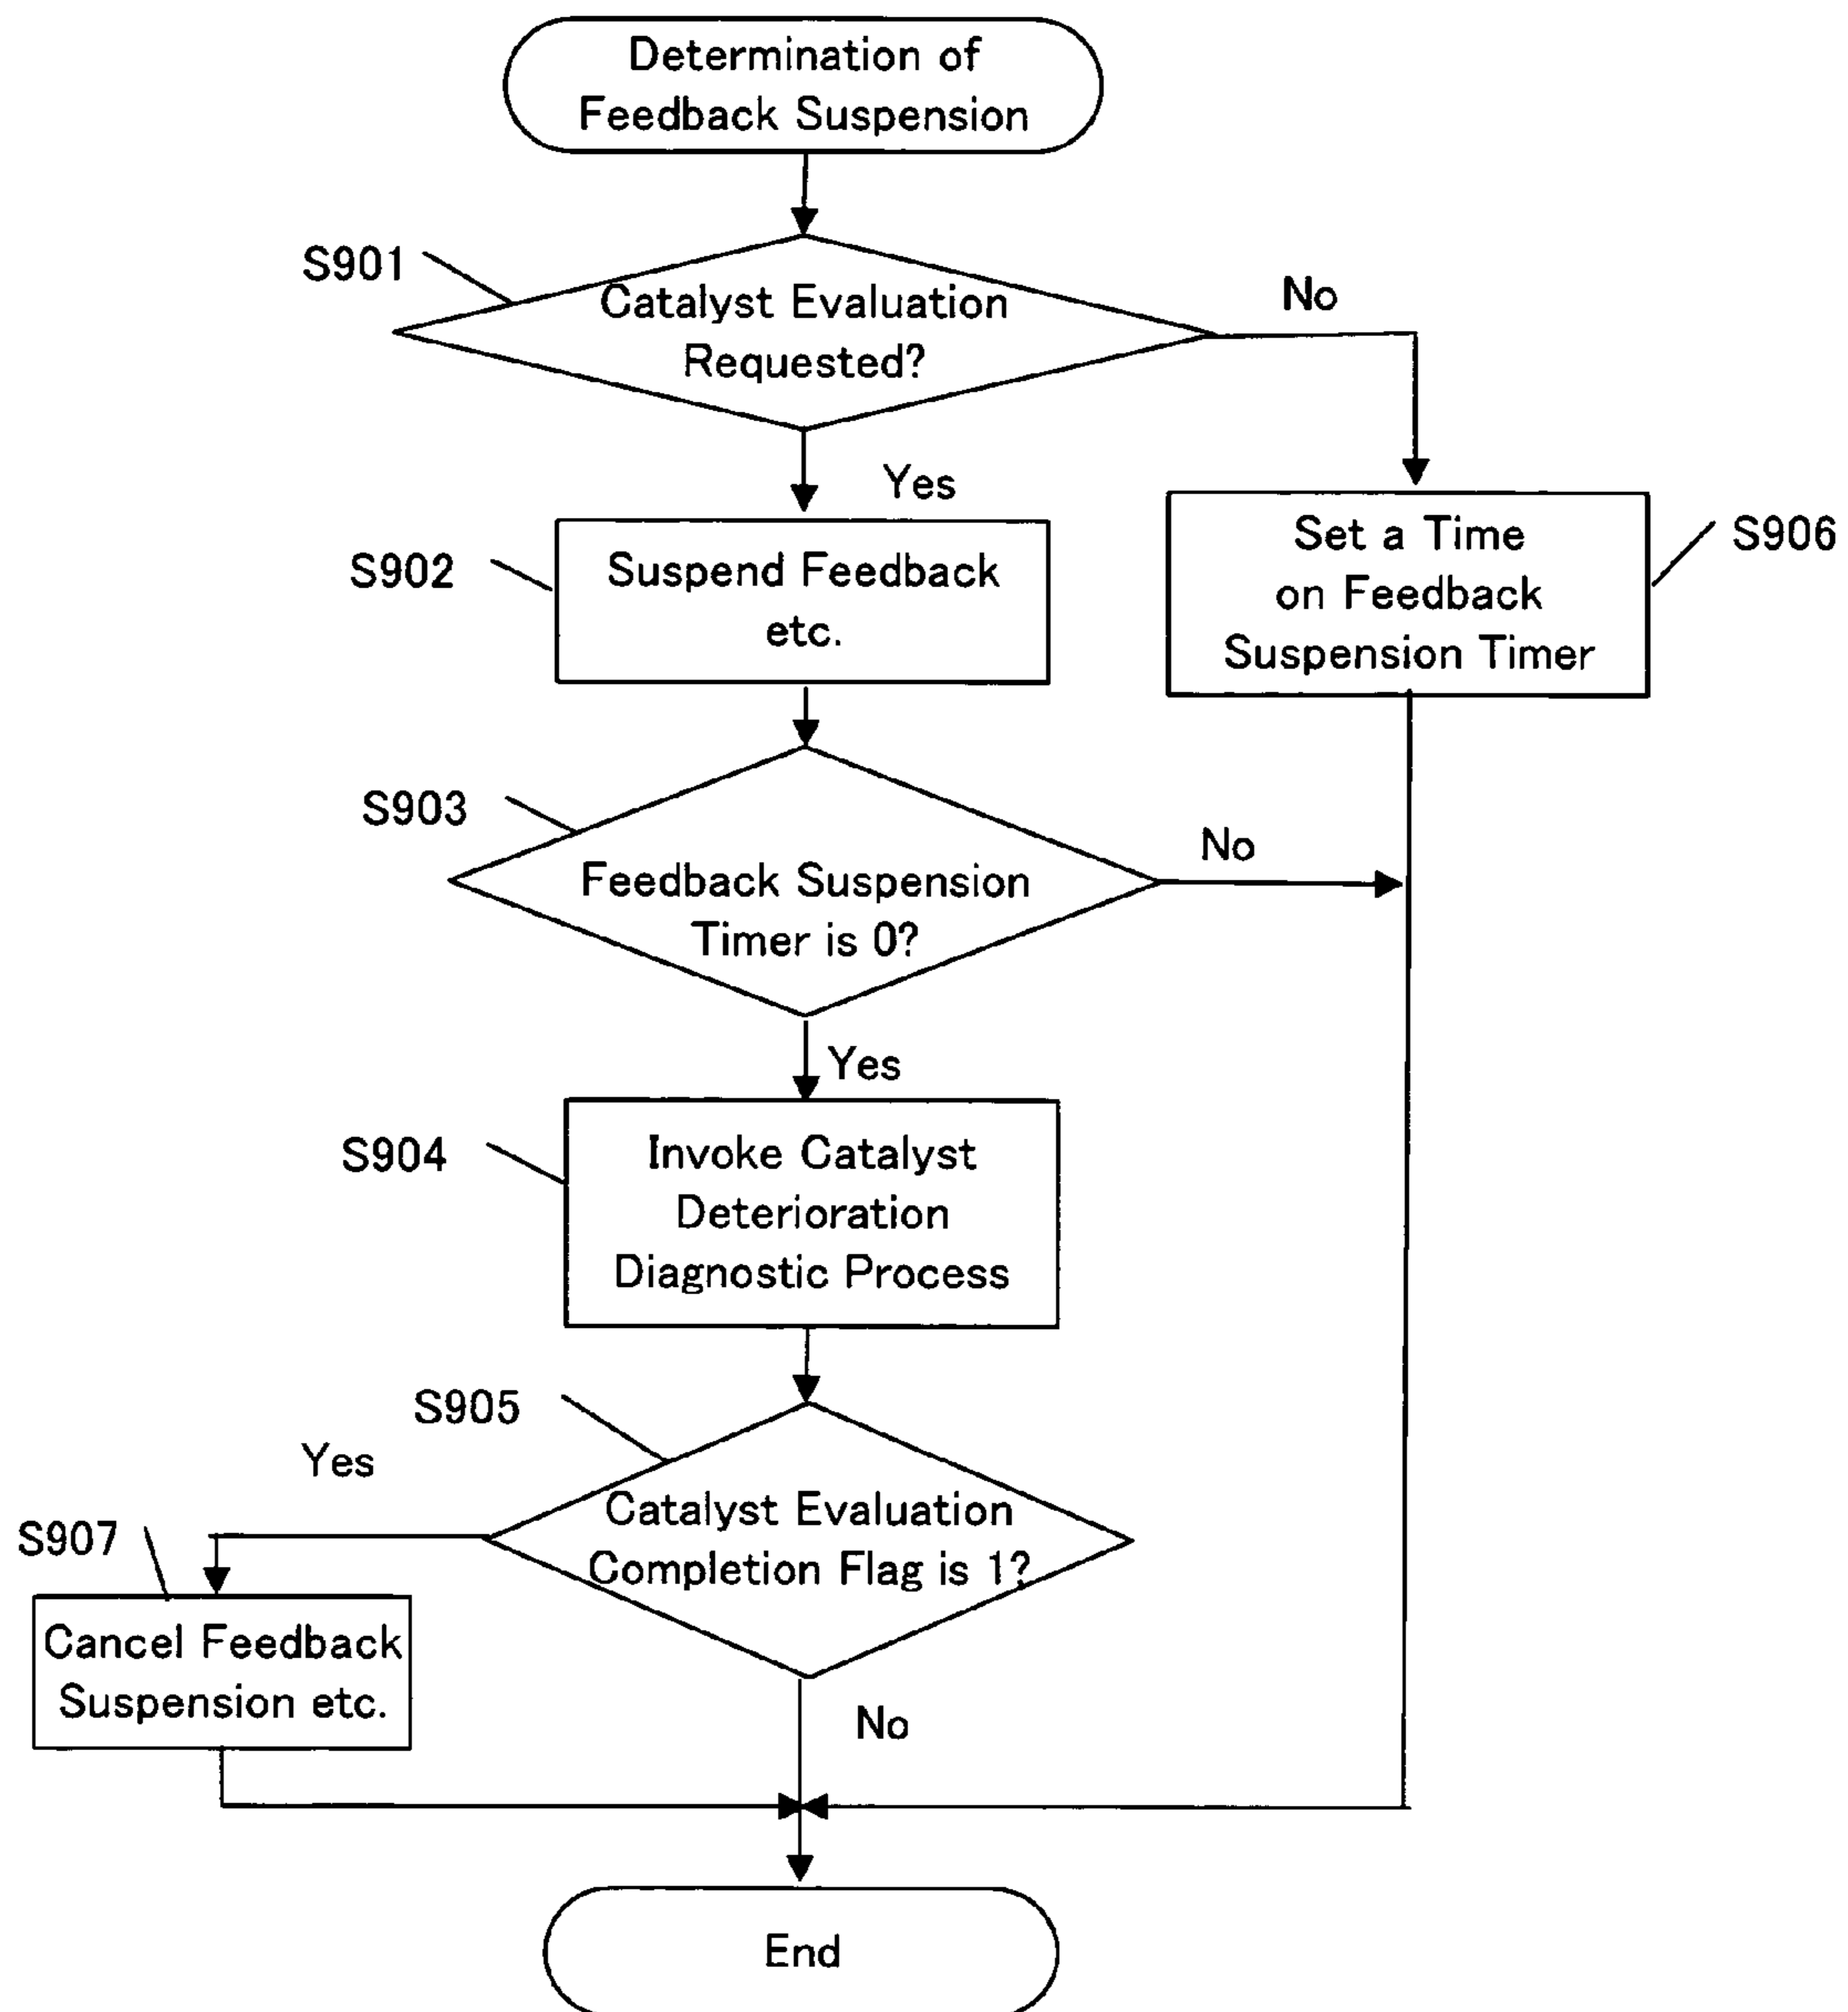 Determination of
Feedback Suspension
S901
Catalyst Evaluation
Requested?
No
Yes
S902
Suspend Feedback
etc.
Set a Time
on Feedback
Suspension Timer
S906
S903
Feedback Suspension
Timer is 0?
No
Yes
S904
Invoke Catalyst
Deterioration
Diagnostic Process
S905
Yes
Catalyst Evaluation
Completion Flag is 1?
S907
Cancel Feedback
Suspension etc.
No
End